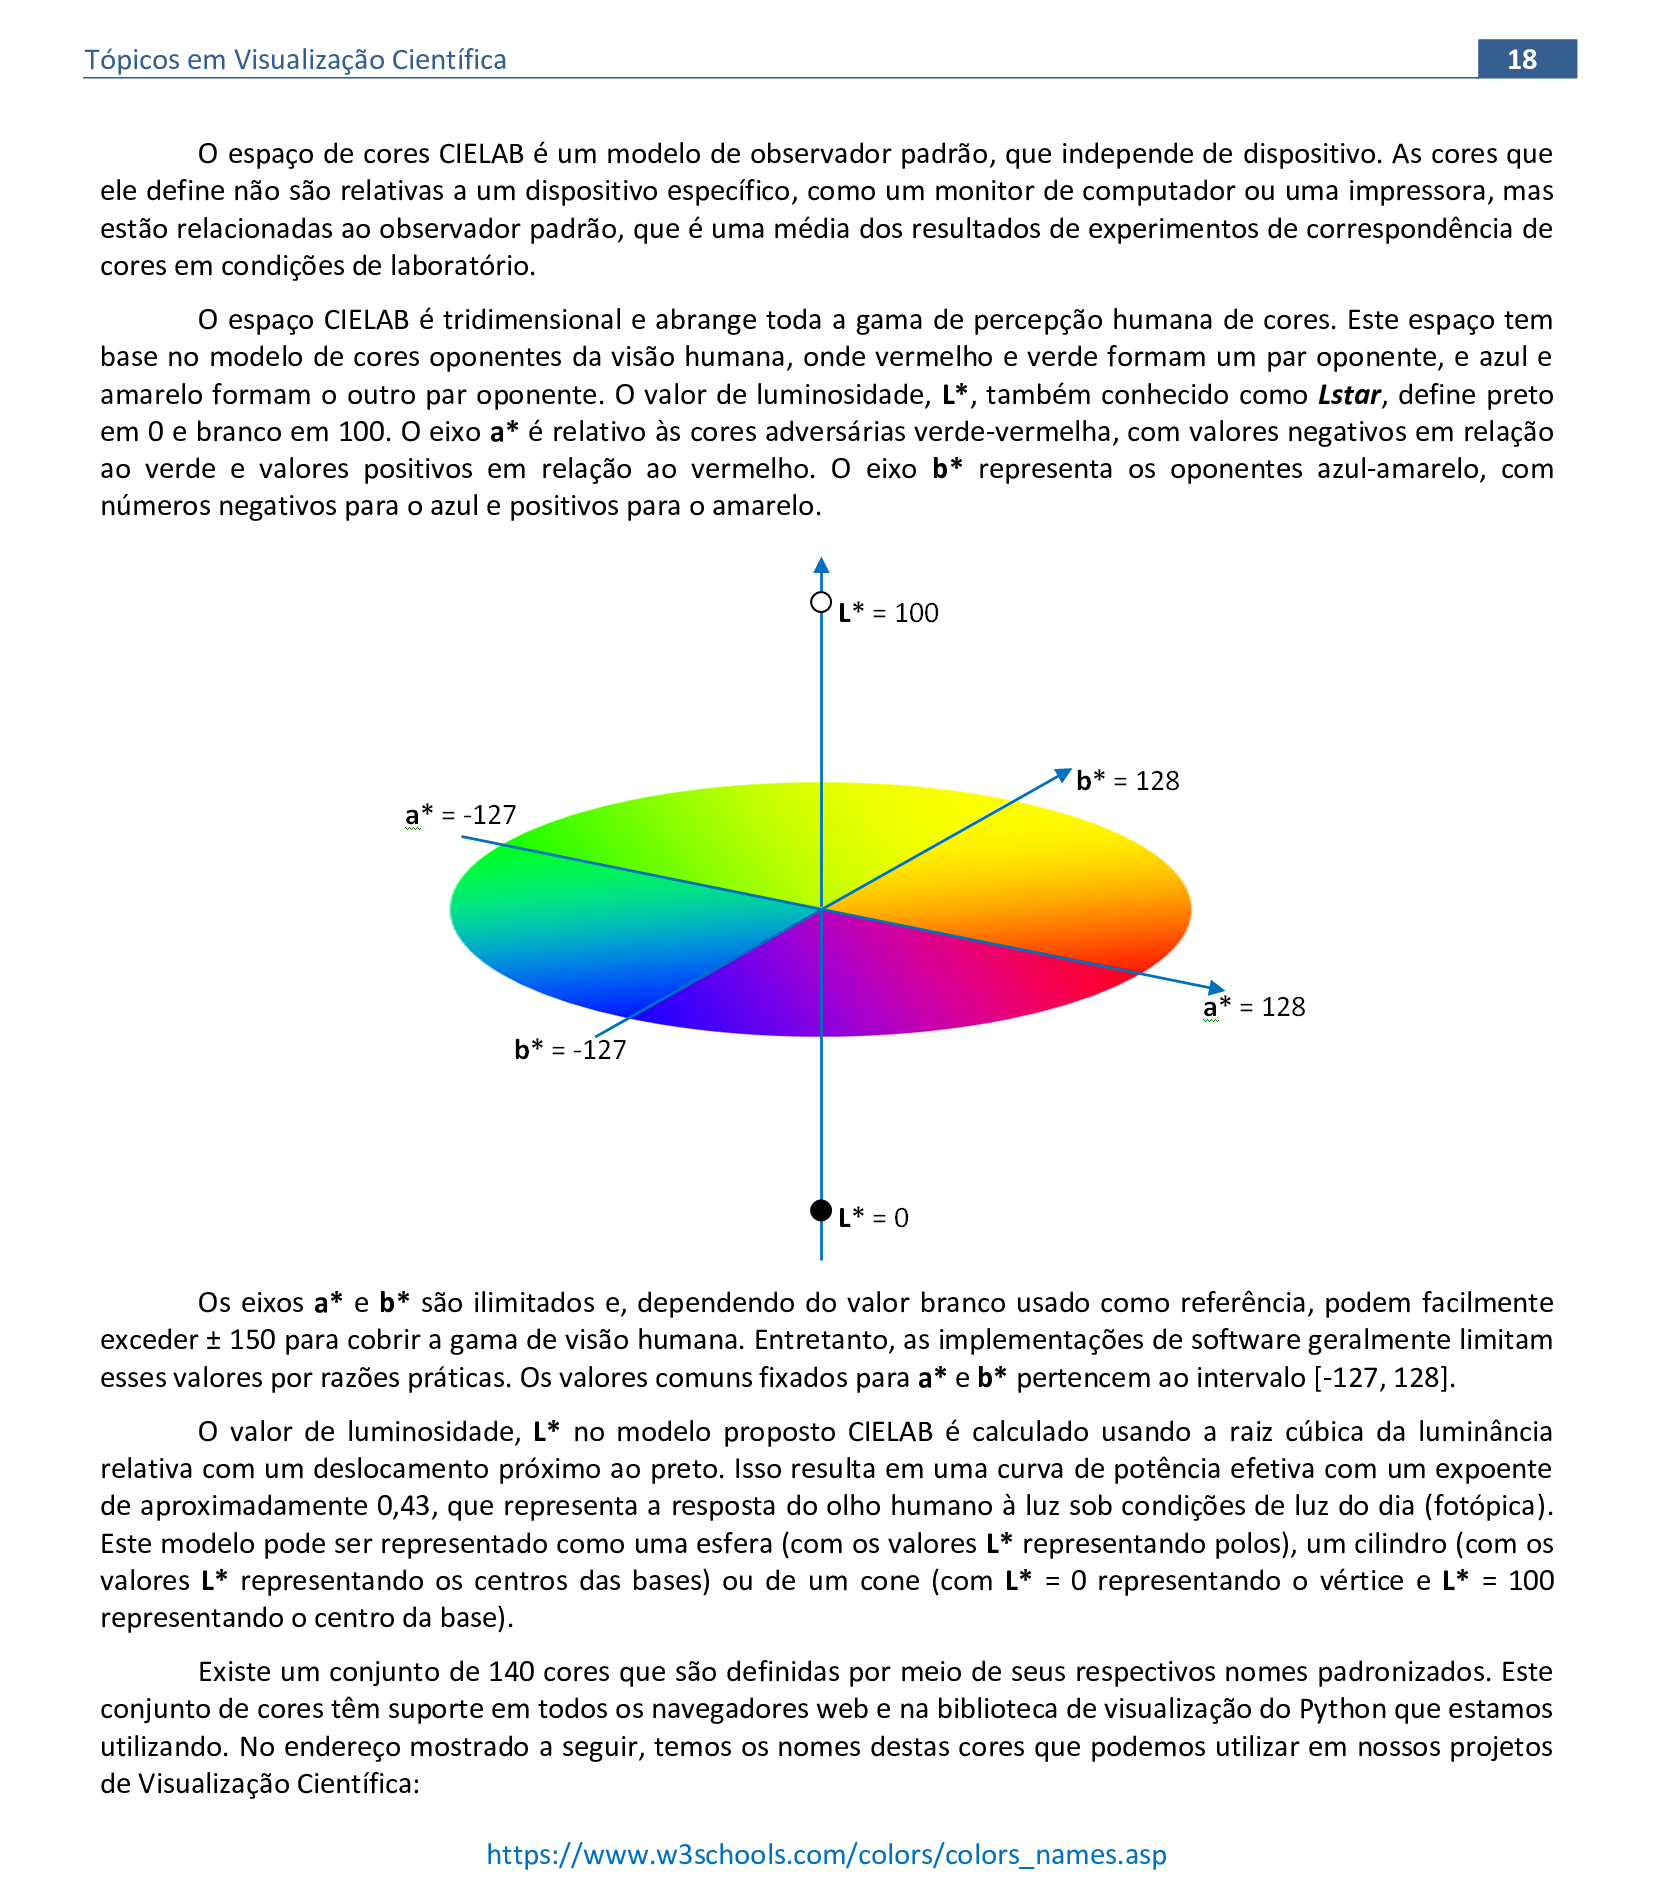 Tópicos em Visualização Científica
18
O espaço de cores CIELAB é um modelo de observador padrão, que independe de dispositivo. As cores que
ele define não são relativas a um dispositivo específico, como um monitor de computador ou uma impressora, mas
estão relacionadas ao observador padrão, que é uma média dos resultados de experimentos de correspondência de
cores em condições de laboratório.
O espaço CIELAB é tridimensional e abrange toda a gama de percepção humana de cores. Este espaço tem
base no modelo de cores oponentes da visão humana, onde vermelho e verde formam um par oponente, e azul e
amarelo formam o outro par oponente. O valor de luminosidade, L*, também conhecido como Lstar, define preto
em 0 e branco em 100. O eixo a* é relativo às cores adversárias verde-vermelha, com valores negativos em relação
ao verde e valores positivos em relação ao vermelho. O eixo b* representa os oponentes azul-amarelo, com
números negativos para o azul e positivos para o amarelo.
L* = 100
b* = 128
a* = -127
a* = 128
b* = -127
L* = 0
Os eixos a* e b* são ilimitados e, dependendo do valor branco usado como referência, podem facilmente
exceder ± 150 para cobrir a gama de visão humana. Entretanto, as implementações de software geralmente limitam
esses valores por razões práticas. Os valores comuns fixados para a* e b* pertencem ao intervalo [-127, 128].
O valor de luminosidade, L* no modelo proposto CIELAB é calculado usando a raiz cúbica da luminância
relativa com um deslocamento próximo ao preto. Isso resulta em uma curva de potência efetiva com um expoente
de aproximadamente 0,43, que representa a resposta do olho humano à luz sob condições de luz do dia (fotópica).
Este modelo pode ser representado como uma esfera (com os valores L* representando polos), um cilindro (com os
valores L* representando os centros das bases) ou de um cone (com L* = 0 representando o vértice e L* = 100
representando o centro da base).
Existe um conjunto de 140 cores que são definidas por meio de seus respectivos nomes padronizados. Este
conjunto de cores têm suporte em todos os navegadores web e na biblioteca de visualização do Python que estamos
utilizando. No endereço mostrado a seguir, temos os nomes destas cores que podemos utilizar em nossos projetos
de Visualização Científica:
https://www.w3schools.com/colors/colors_names.asp